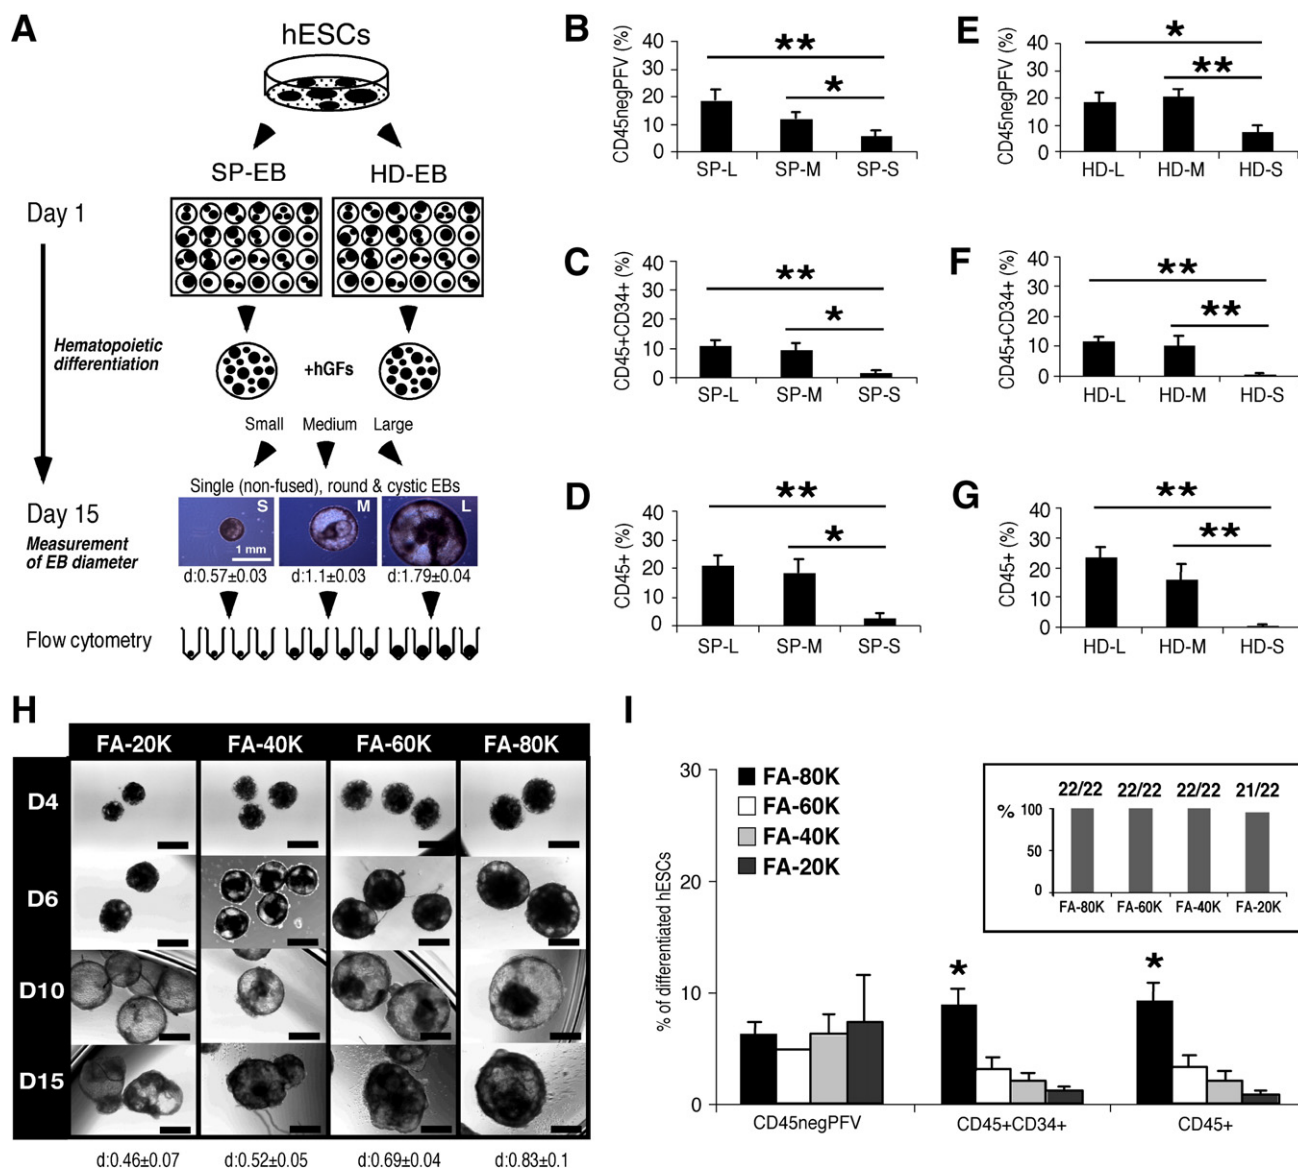 A
hESCs
SP-EB HD-EB
Day 1
Hematopoietic
differentiation
+hGFs
Small Medium Large
Single (non-fused), round & cystic EBs
S M L
1 mm
Day 15
Measurement
of EB diameter
d:0.57±0.03 d:1.1±0.03 d:1.79±0.04
Flow cytometry
B
CD45negPFV (%)
40
30
20
10
0
** *
SP-L SP-M SP-S
C
CD45+CD34+ (%)
40
30
20
10
0
** *
SP-L SP-M SP-S
D
CD45+ (%)
40
30
20
10
0
** *
SP-L SP-M SP-S
E
CD45negPFV (%)
40
30
20
10
0
* **
HD-L HD-M HD-S
F
CD45+CD34+ (%)
40
30
20
10
0
** **
HD-L HD-M HD-S
G
CD45+ (%)
40
30
20
10
0
** **
HD-L HD-M HD-S
H
FA-20K FA-40K FA-60K FA-80K
D4
D6
D10
D15
d:0.46±0.07 d:0.52±0.05 d:0.69±0.04 d:0.83±0.1
I
% of differentiated hESCs
30
20
10
0
FA-80K
FA-60K
FA-40K
FA-20K
* *
CD45negPFV CD45+CD34+ CD45+
22/22 22/22 22/22 21/22
%
100
50
0
FA-80K FA-60K FA-40K FA-20K